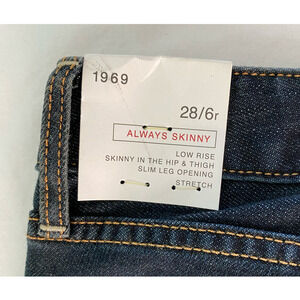 1969
28/6r
ALWAYS SKINNY
LOW RISE
SKINNY IN THE HIP & THIGH
SLIM LEG OPENING
STRETCH